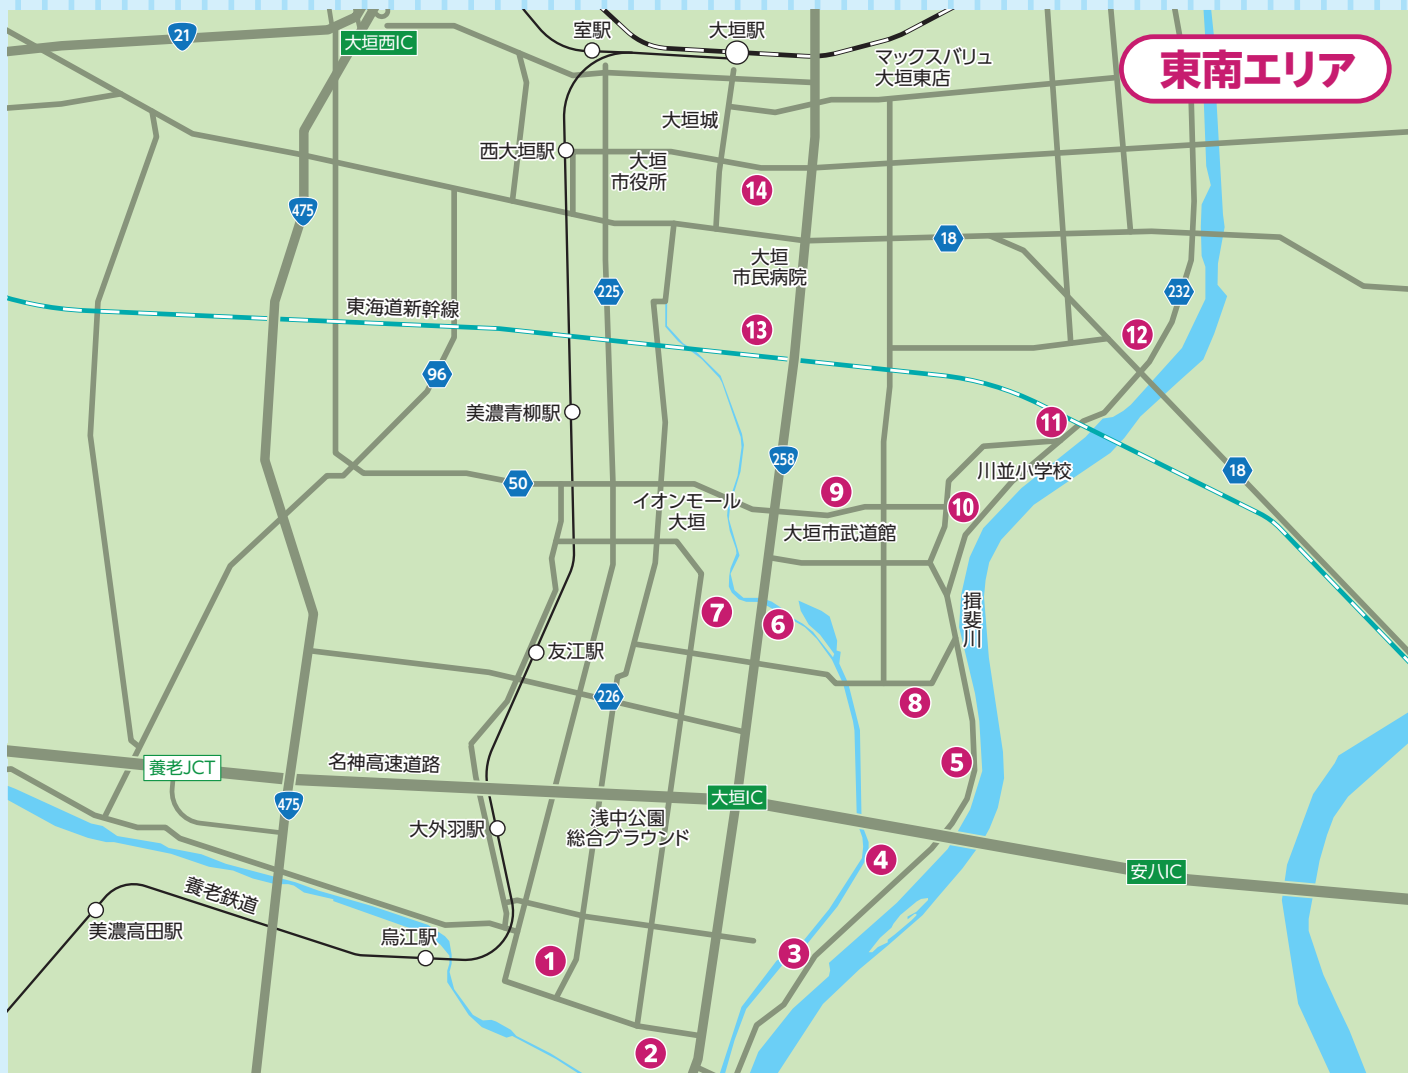 東南エリア
21
大垣西IC
室駅
大垣駅
マックスバリュ
大垣東店
大垣城
西大垣駅
大垣
市役所
14
475
18
大垣
市民病院
225
232
東海道新幹線
13
12
96
美濃青柳駅
11
258
川並小学校
18
50
9
イオンモール
大垣
10
大垣市武道館
揖斐川
7
6
友江駅
226
8
5
名神高速道路
養老JCT
大垣IC
475
浅中公園
総合グラウンド
大外羽駅
4
安八IC
養老鉄道
美濃高田駅
烏江駅
3
1
2